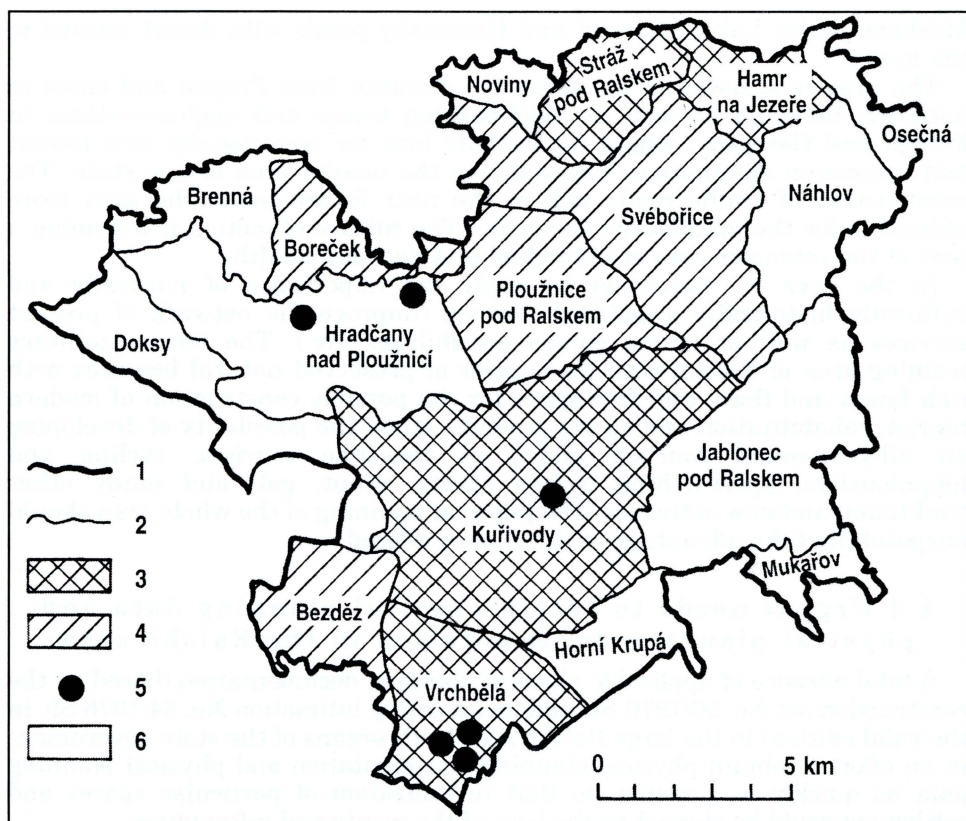 Stráž
pod Ralskem
Noviny
Hamr
na Jezeře
Osečná
Náhlov
Brenná
Svébořice
Boreček
Ploužnice
pod Ralskem
Hradčany
nad Ploužnicí
Doksy
Jablonec
pod Ralskem
Kuřivody
Mukařov
Bezděz
Horní Krupá
Vrchbělá
1
2
3
4
5
6
0 5 km